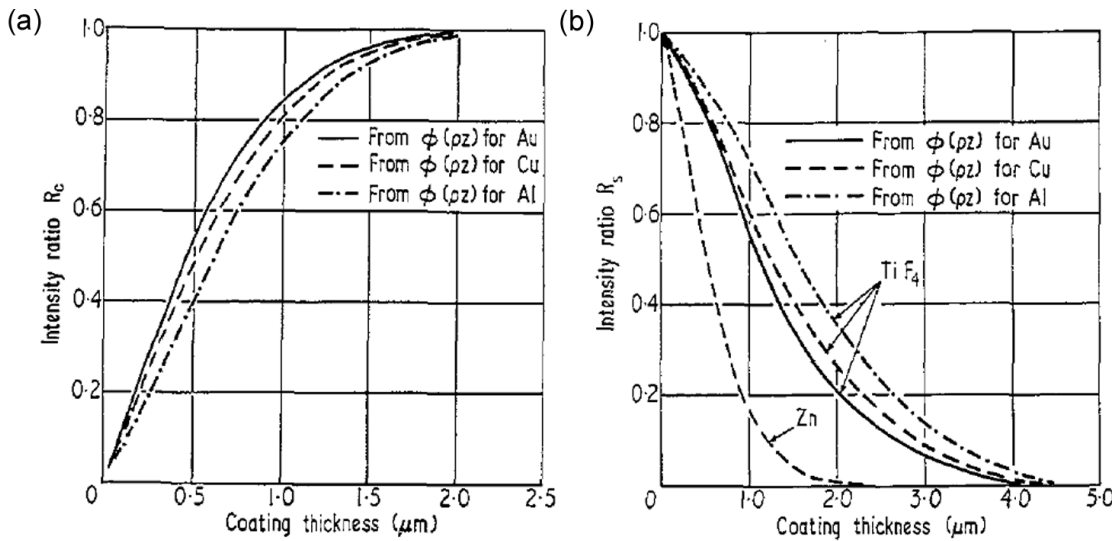 (a)
Intensity ratio R_c
1·0
0·8
0·6
0·4
0·2
0
0·5
1·0
1·5
2·0
2·5
Coating thickness (μm)
From ϕ (ρz) for Au
From ϕ (ρz) for Cu
From ϕ (ρz) for Al
(b)
Intensity ratio R_s
1·0
0·8
0·6
0·4
0·2
0
1·0
2·0
3·0
4·0
5·0
Coating thickness (μm)
From ϕ (ρz) for Au
From ϕ (ρz) for Cu
From ϕ (ρz) for Al
Ti F₄
Zn